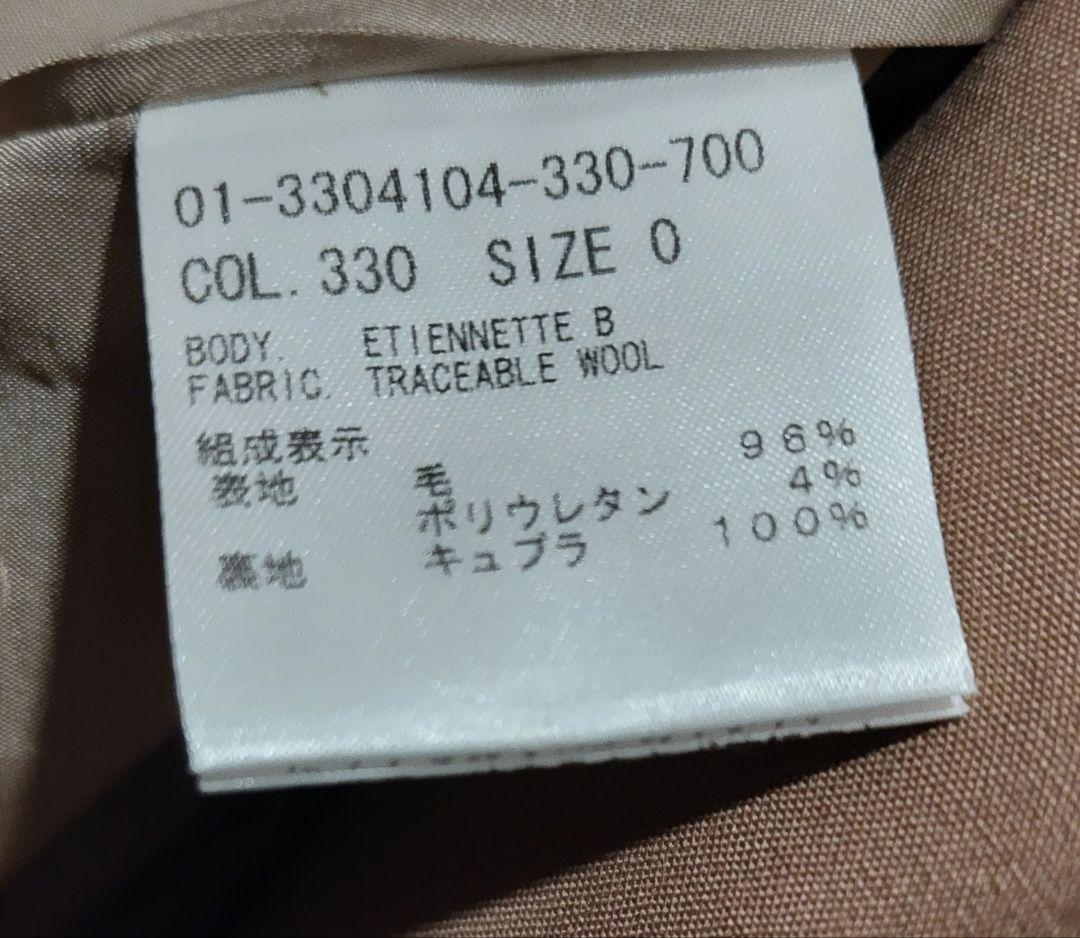 01-3304104-330-700
COL. 330 SIZE 0
BODY. ETIENNETTE B
FABRIC. TRACEABLE WOOL
組成表示
表地 毛 96%
ポリウレタン 4%
裏地 キュプラ 100%